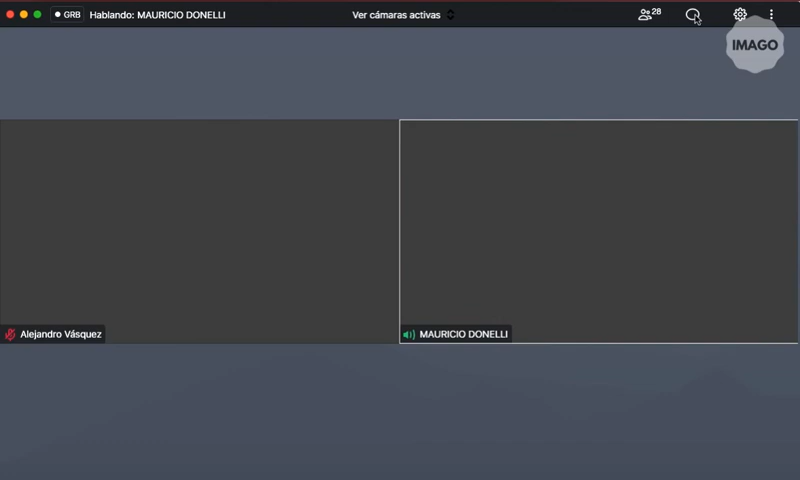 GRB Hablando: MAURICIO DONELLI Ver cámaras activas 28
IMAGO
Alejandro Vásquez MAURICIO DONELLI